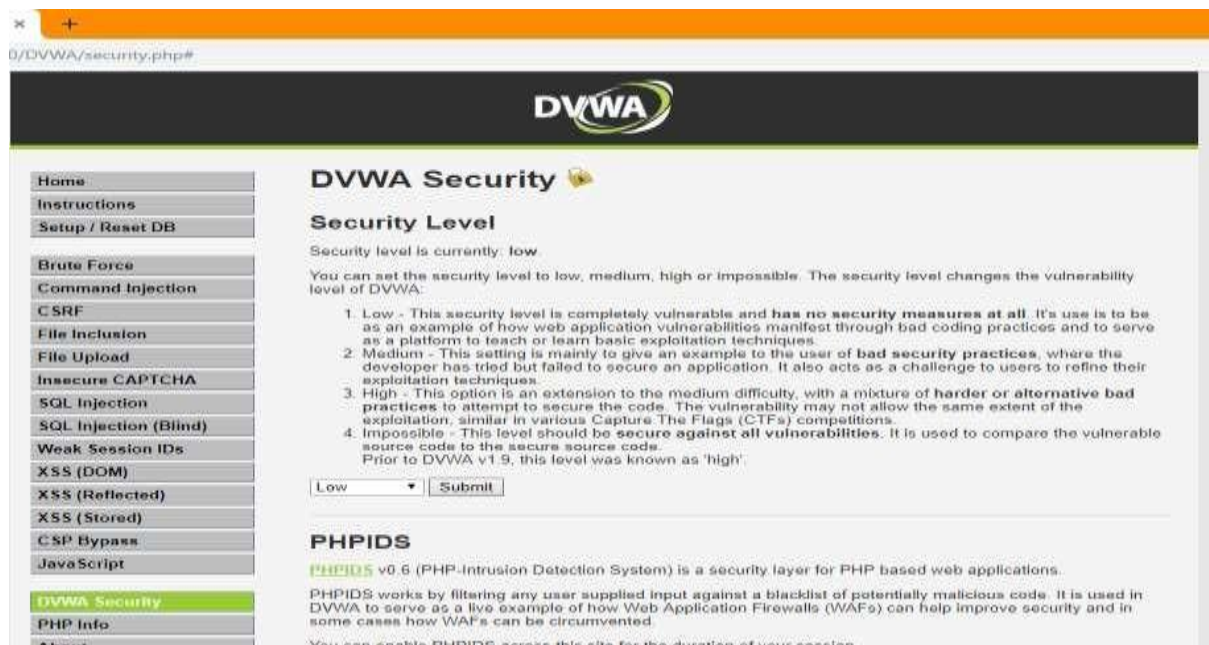 0/DVWA/security.php#
DVWA
Home
Instructions
Setup / Reset DB
Brute Force
Command Injection
CSRF
File Inclusion
File Upload
Insecure CAPTCHA
SQL Injection
SQL Injection (Blind)
Weak Session IDs
XSS (DOM)
XSS (Reflected)
XSS (Stored)
CSP Bypass
JavaScript
DVWA Security
PHP Info
About
DVWA Security
Security Level
Security level is currently: low.
You can set the security level to low, medium, high or impossible. The security level changes the vulnerability
level of DVWA:
1. Low - This security level is completely vulnerable and has no security measures at all. It's use is to be
as an example of how web application vulnerabilities manifest through bad coding practices and to serve
as a platform to teach or learn basic exploitation techniques.
2. Medium - This setting is mainly to give an example to the user of bad security practices, where the
developer has tried but failed to secure an application. It also acts as a challenge to users to refine their
exploitation techniques.
3. High - This option is an extension to the medium difficulty, with a mixture of harder or alternative bad
practices to attempt to secure the code. The vulnerability may not allow the same extent of the
exploitation, similar in various Capture The Flags (CTFs) competitions.
4. Impossible - This level should be secure against all vulnerabilities. It is used to compare the vulnerable
source code to the secure source code.
Prior to DVWA v1.9, this level was known as 'high'.
Low
Submit
PHPIDS
PHPIDS v0.6 (PHP-Intrusion Detection System) is a security layer for PHP based web applications.
PHPIDS works by filtering any user supplied input against a blacklist of potentially malicious code. It is used in
DVWA to serve as a live example of how Web Application Firewalls (WAFs) can help improve security and in
some cases how WAFs can be circumvented.
You can enable PHPIDS across this site for the duration of your session.